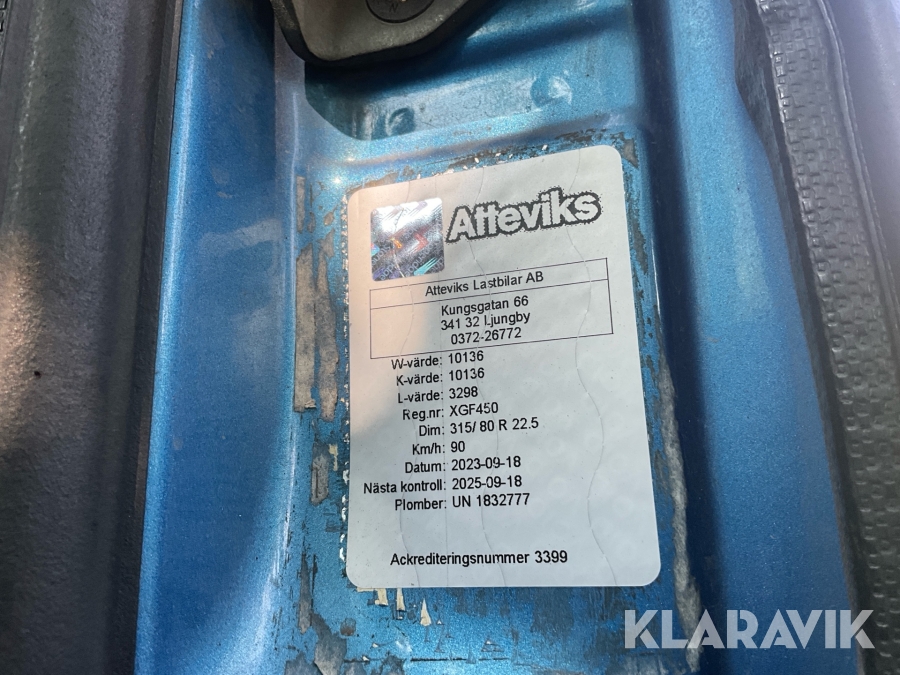 Atteviks
Atteviks Lastbilar AB
Kungsgatan 66
341 32 Ljungby
0372-26772
W-värde: 10136
K-värde: 10136
L-värde: 3298
Reg.nr: XGF450
Dim: 315/ 80 R 22.5
Km/h: 90
Datum: 2023-09-18
Nästa kontroll: 2025-09-18
Plomber: UN 1832777
Ackrediteringsnummer 3399
KLARAVIK